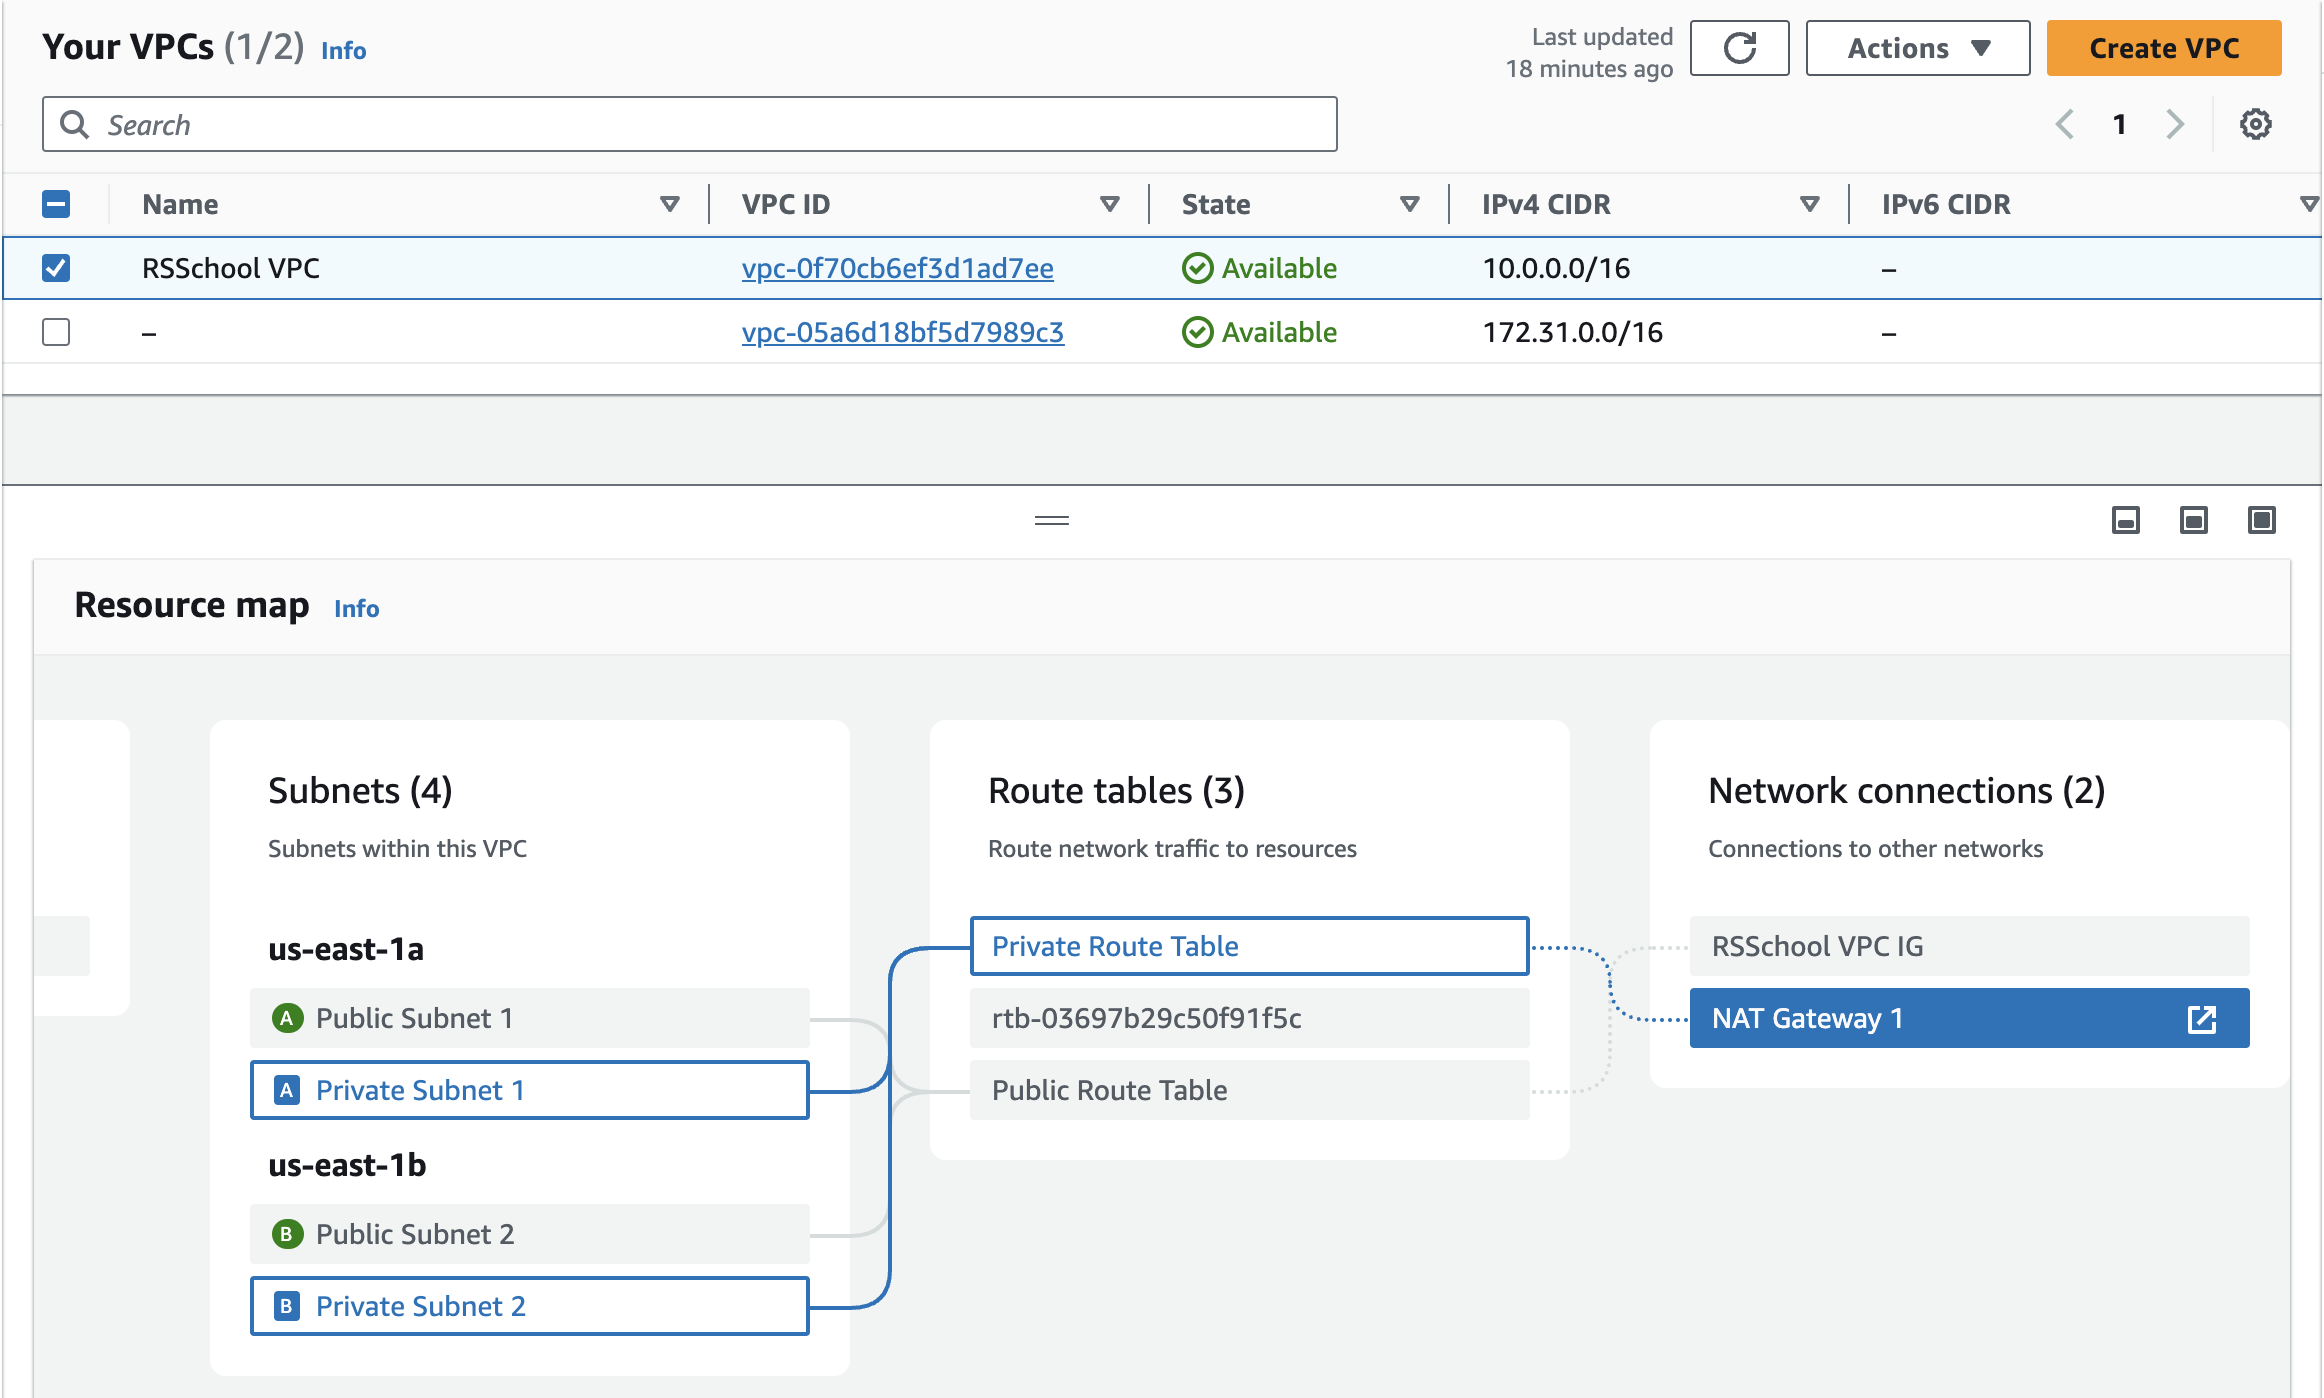 Your VPCs (1/2) Info
Last updated
18 minutes ago
Actions
Create VPC
Search
1
Name VPC ID State IPv4 CIDR IPv6 CIDR
RSSchool VPC vpc-0f70cb6ef3d1ad7ee Available 10.0.0.0/16 –
– vpc-05a6d18bf5d7989c3 Available 172.31.0.0/16 –
Resource map Info
Subnets (4)
Subnets within this VPC
us-east-1a
A Public Subnet 1
A Private Subnet 1
us-east-1b
B Public Subnet 2
B Private Subnet 2
Route tables (3)
Route network traffic to resources
Private Route Table
rtb-03697b29c50f91f5c
Public Route Table
Network connections (2)
Connections to other networks
RSSchool VPC IG
NAT Gateway 1